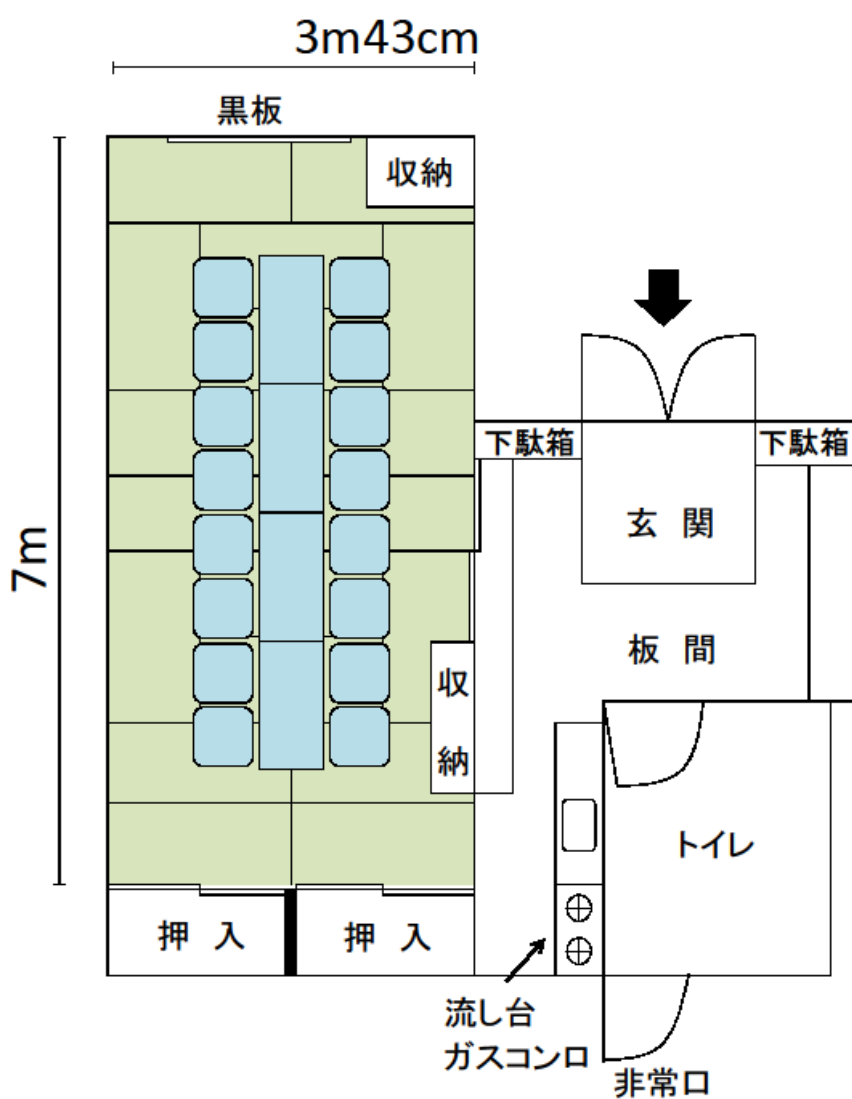 3m43cm
黒板
収納
下駄箱
下駄箱
玄 関
7m
板 間
収
納
トイレ
押 入
押 入
流し台
ガスコンロ
非常口